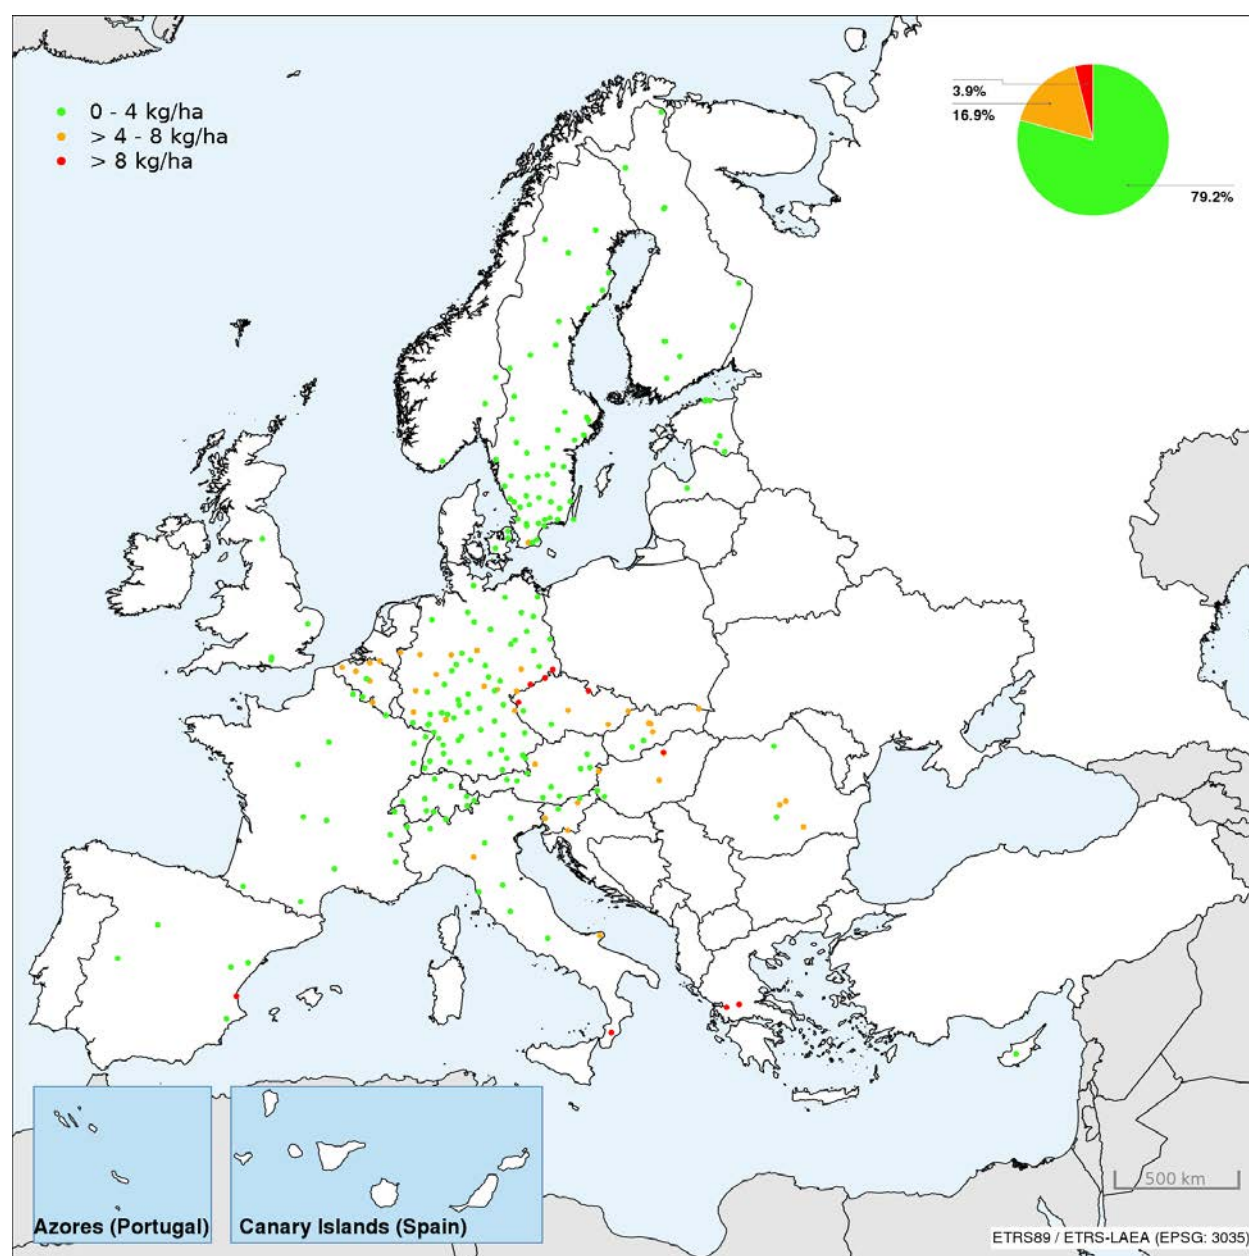 0 - 4 kg/ha
> 4 - 8 kg/ha
> 8 kg/ha
3.9%
16.9%
79.2%
500 km
Azores (Portugal)
Canary Islands (Spain)
ETRS89 / ETRS-LAEA (EPSG: 3035)